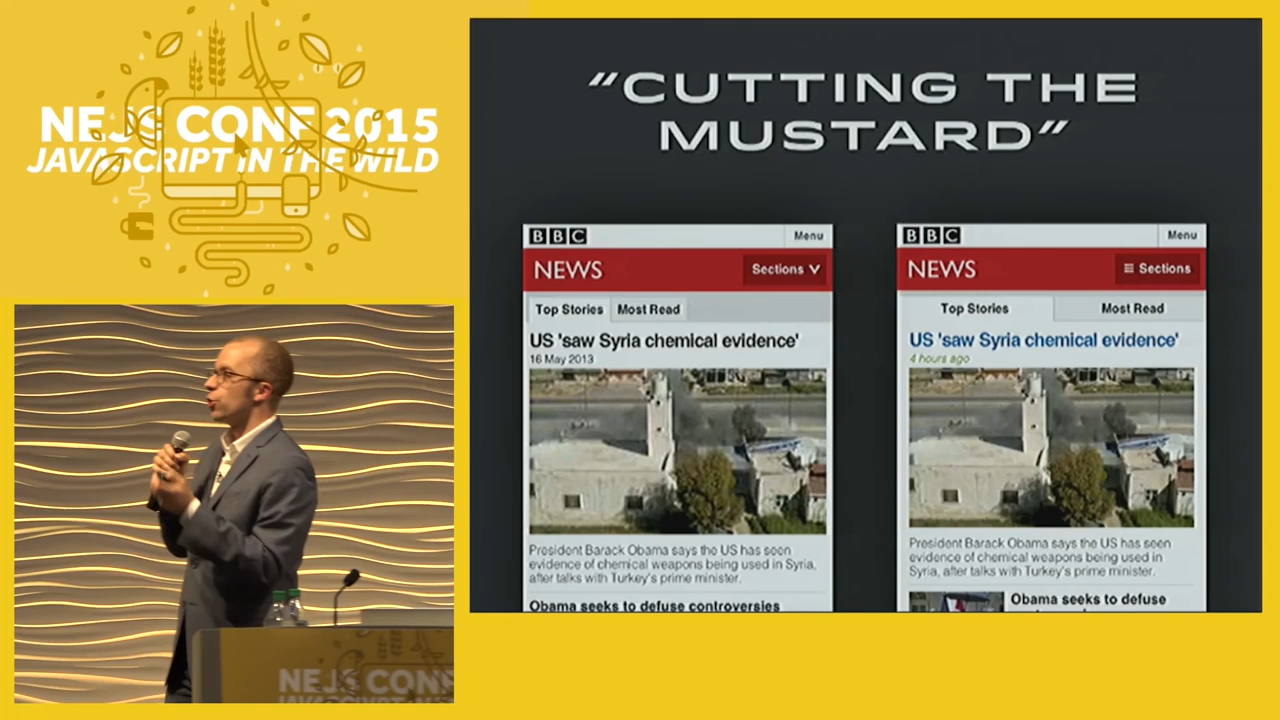 NEJS CONF 2015
JAVASCRIPT IN THE WILD
"CUTTING THE
MUSTARD"
BBC
Menu
NEWS
Sections
Top Stories
Most Read
US 'saw Syria chemical evidence'
16 May 2013
President Barack Obama says the US has seen
evidence of chemical weapons being used in Syria,
after talks with Turkey's prime minister.
Obama seeks to defuse controversies
BBC
Menu
NEWS
Sections
Top Stories
Most Read
US 'saw Syria chemical evidence'
4 hours ago
President Barack Obama says the US has seen
evidence of chemical weapons being used in
Syria, after talks with Turkey's prime minister.
Obama seeks to defuse
NEJS CONF